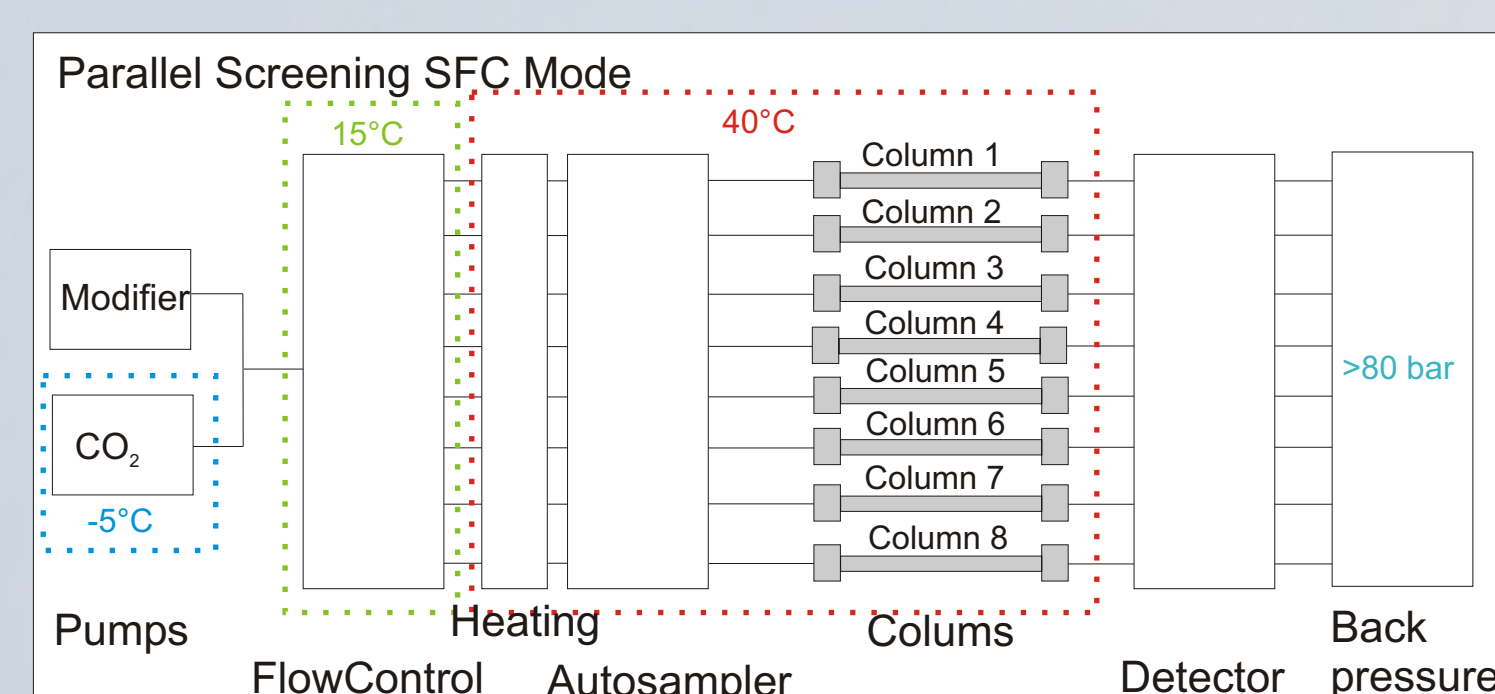 Parallel Screening SFC Mode
15°C
40°C
Column 1
Column 2
Column 3
Column 4
Column 5
Column 6
Column 7
Column 8
Modifier
CO₂
-5°C
>80 bar
Pumps
FlowControl
Heating
Autosampler
Colums
Detector
Back
pressure